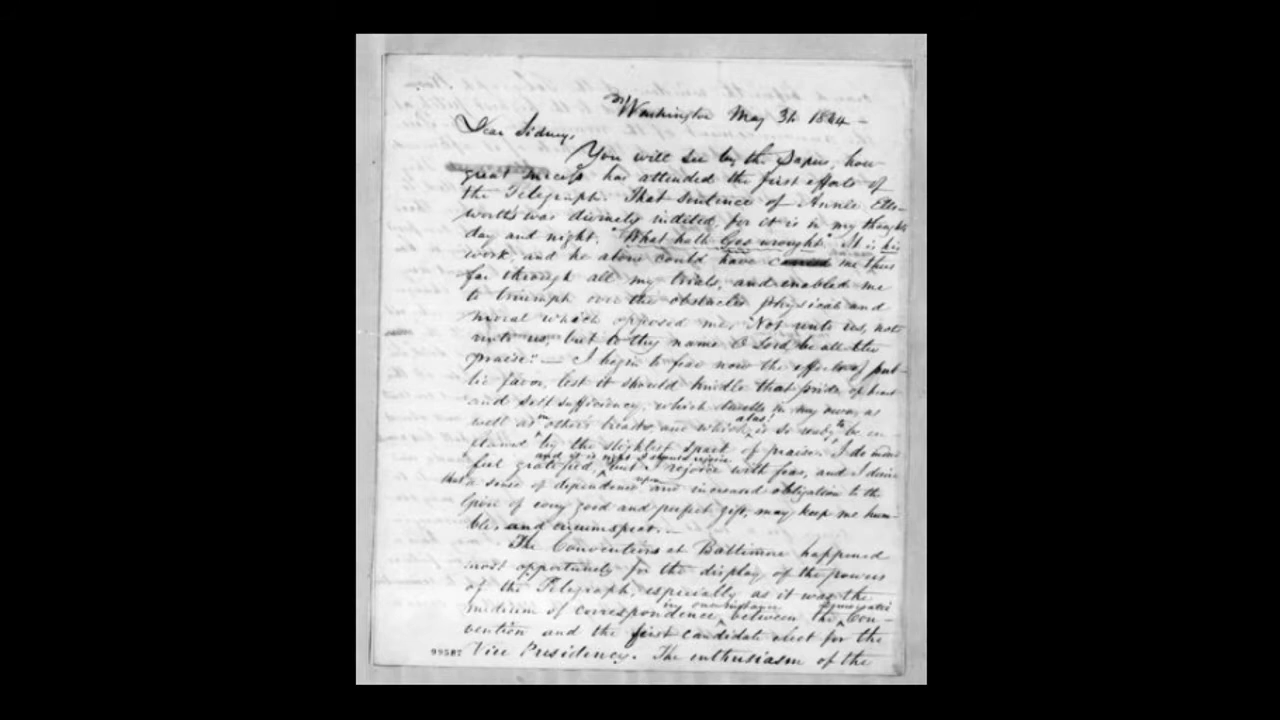 Washington May 31. 1844 -
Dear Sidney,
You will see by the Papers, how
great success has attended the first efforts of
the Telegraph. That sentence of Annie Ells-
worth's was divinely indited, for it is in my thoughts
day and night. "What hath God wrought." It is his
work, and he alone could have carried me thus
far through all my trials, and enabled me
to triumph over the obstacles physical and
moral which opposed me. "Not unto us, not
unto us, but to thy name O Lord, be all the
praise." — I begin to fear now the effects of pub-
lic favor, lest it should kindle that pride of heart
and self sufficiency, which dwells in my own, as
alas!
well as in other's breasts, and which, is so ready to be in-
flamed by the slightest spark of praise. I do indeed
and it is right I should rejoice
feel gratified, but I rejoice with fear, and I desire
that a sense of dependence upon and increased obligation to the
Giver of every good and perfect gift, may keep me hum-
ble, and circumspect. —
The Conventions at Baltimore happened
most opportunely for the display of the powers
of the Telegraph, especially as it was the
in one instance democratic
medium of correspondence, between the Con-
vention and the first candidate elect for the
99587 Vice Presidency. The enthusiasm of the